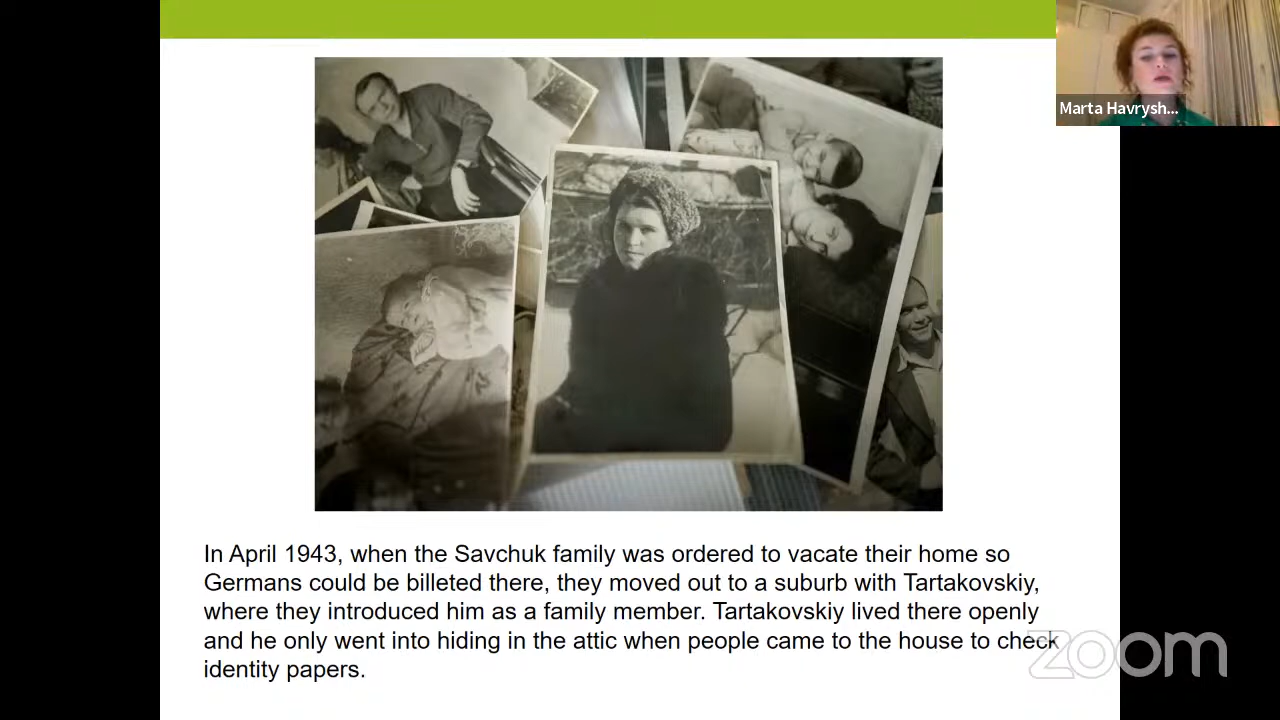 Marta Havrysh...
In April 1943, when the Savchuk family was ordered to vacate their home so
Germans could be billeted there, they moved out to a suburb with Tartakovskiy,
where they introduced him as a family member. Tartakovskiy lived there openly
and he only went into hiding in the attic when people came to the house to check
identity papers.
zoom